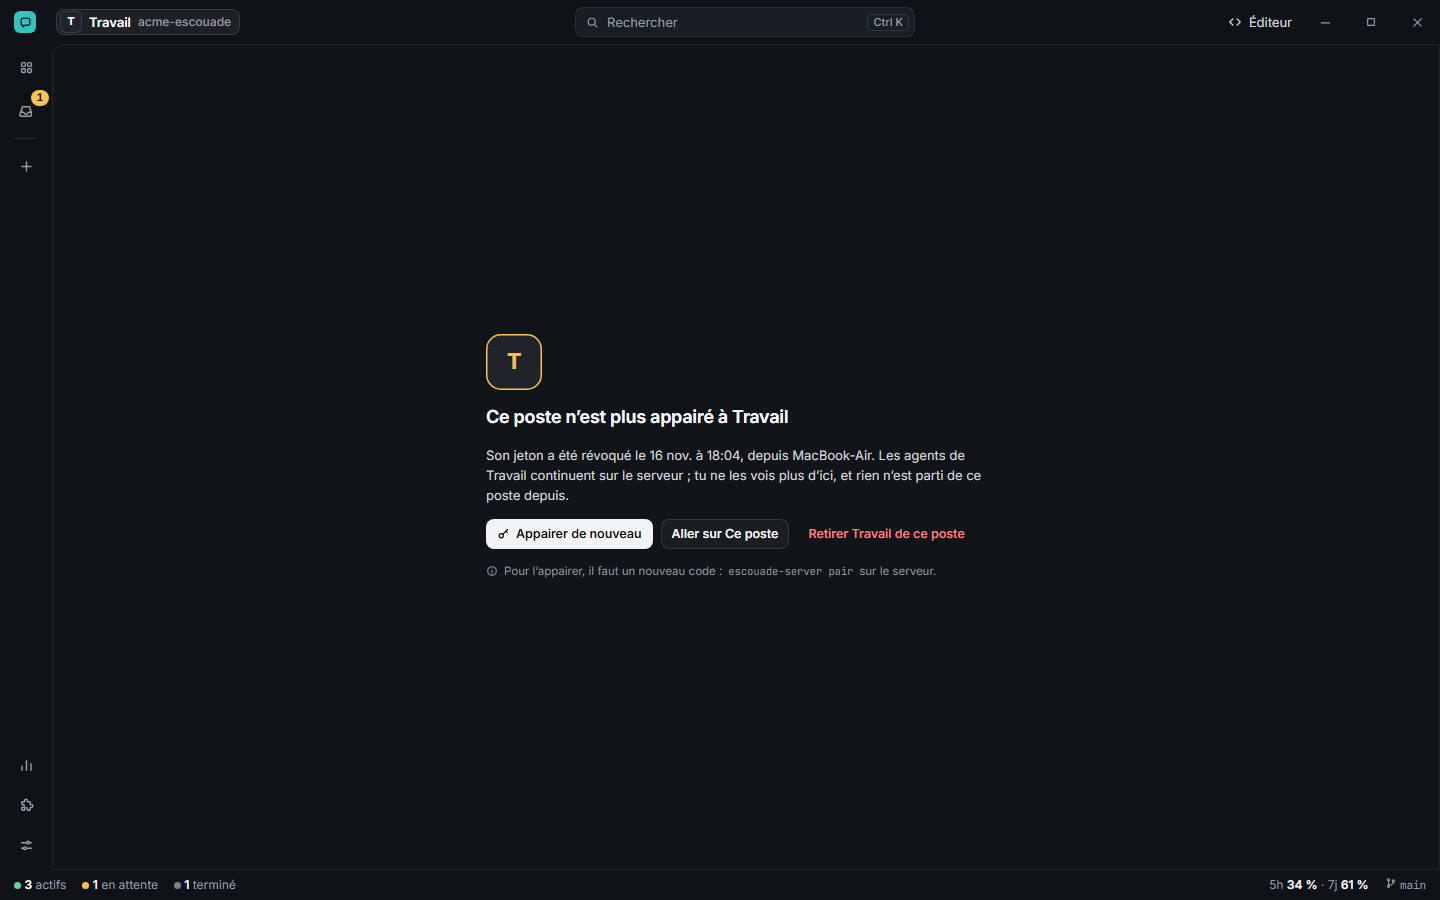 T Travail acme-escouade
Rechercher
Ctrl K
Éditeur
1
T
Ce poste n’est plus appairé à Travail
Son jeton a été révoqué le 16 nov. à 18:04, depuis MacBook-Air. Les agents de
Travail continuent sur le serveur ; tu ne les vois plus d’ici, et rien n’est parti de ce
poste depuis.
Appairer de nouveau
Aller sur Ce poste
Retirer Travail de ce poste
Pour l’appairer, il faut un nouveau code : escouade-server pair sur le serveur.
3 actifs 1 en attente 1 terminé
5h 34 % · 7j 61 % main